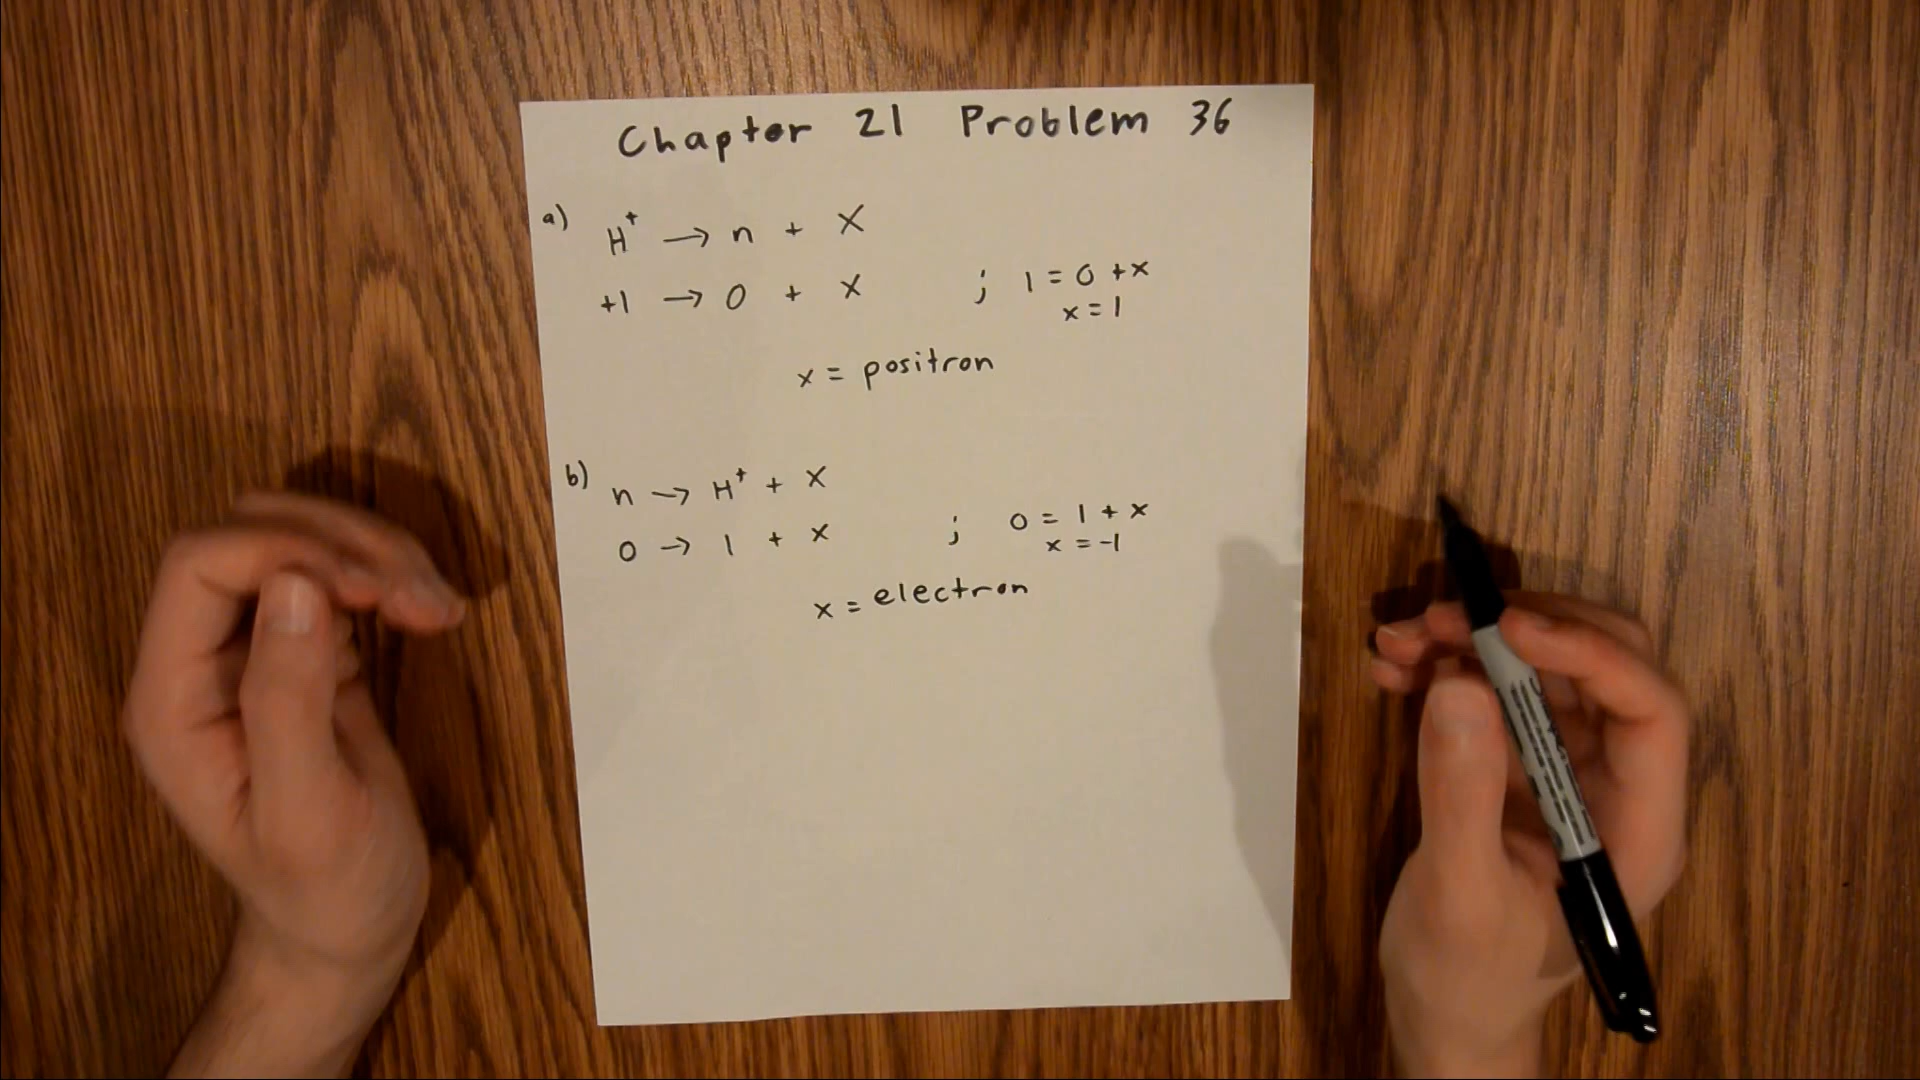 Chapter 21 Problem 36
a) H⁺ → n + X
+1 → 0 + x ; 1 = 0 + x
x = 1
x = positron
b) n → H⁺ + X
0 → 1 + x ; 0 = 1 + x
x = -1
x = electron